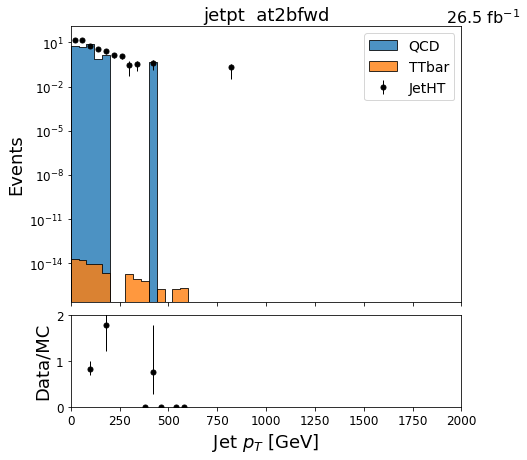 jetpt at2bfwd
26.5 fb⁻¹
QCD
TTbar
JetHT
Events
10¹
10⁻²
10⁻⁵
10⁻⁸
10⁻¹¹
10⁻¹⁴
Data/MC
2
1
0
0 250 500 750 1000 1250 1500 1750 2000
Jet p_T [GeV]